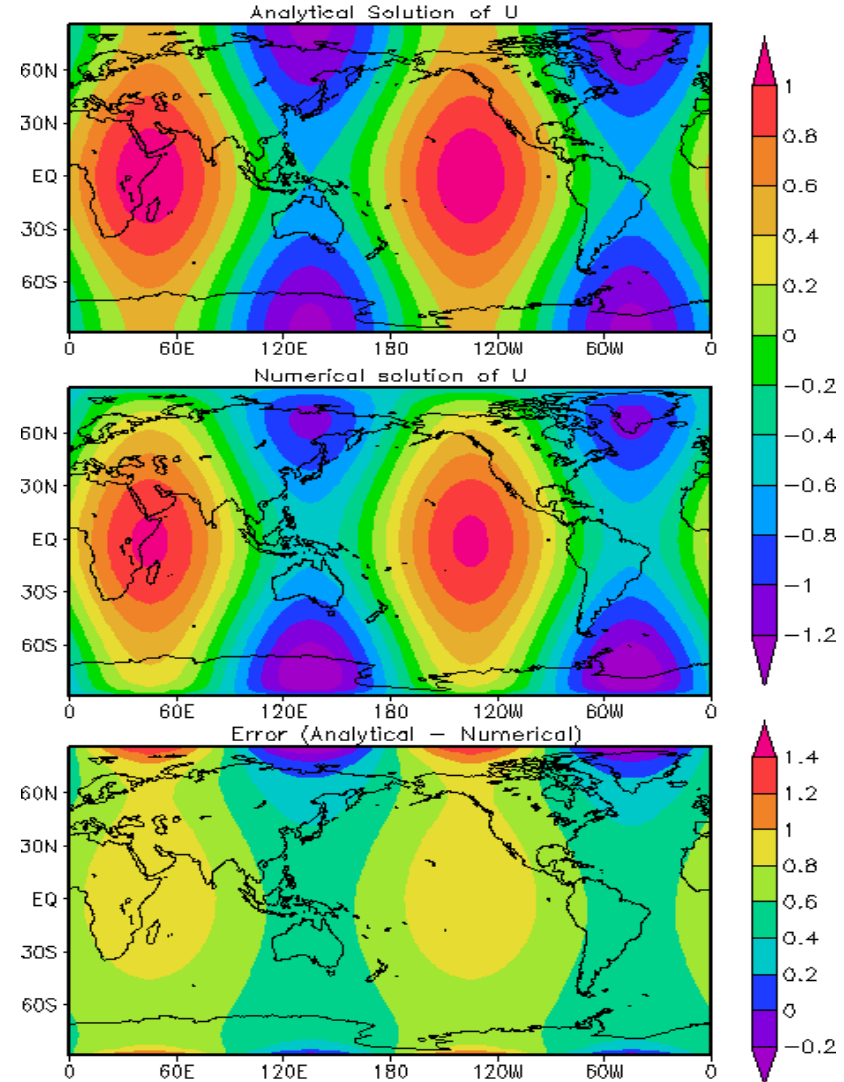 Analytical Solution of U
60N
30N
EQ
30S
60S
0 60E 120E 180 120W 60W 0
Numerical solution of U
60N
30N
EQ
30S
60S
0 60E 120E 180 120W 60W 0
1
0.8
0.6
0.4
0.2
0
−0.2
−0.4
−0.6
−0.8
−1
−1.2
Error (Analytical − Numerical)
60N
30N
EQ
30S
60S
0 60E 120E 180 120W 60W 0
1.4
1.2
1
0.8
0.6
0.4
0.2
0
−0.2